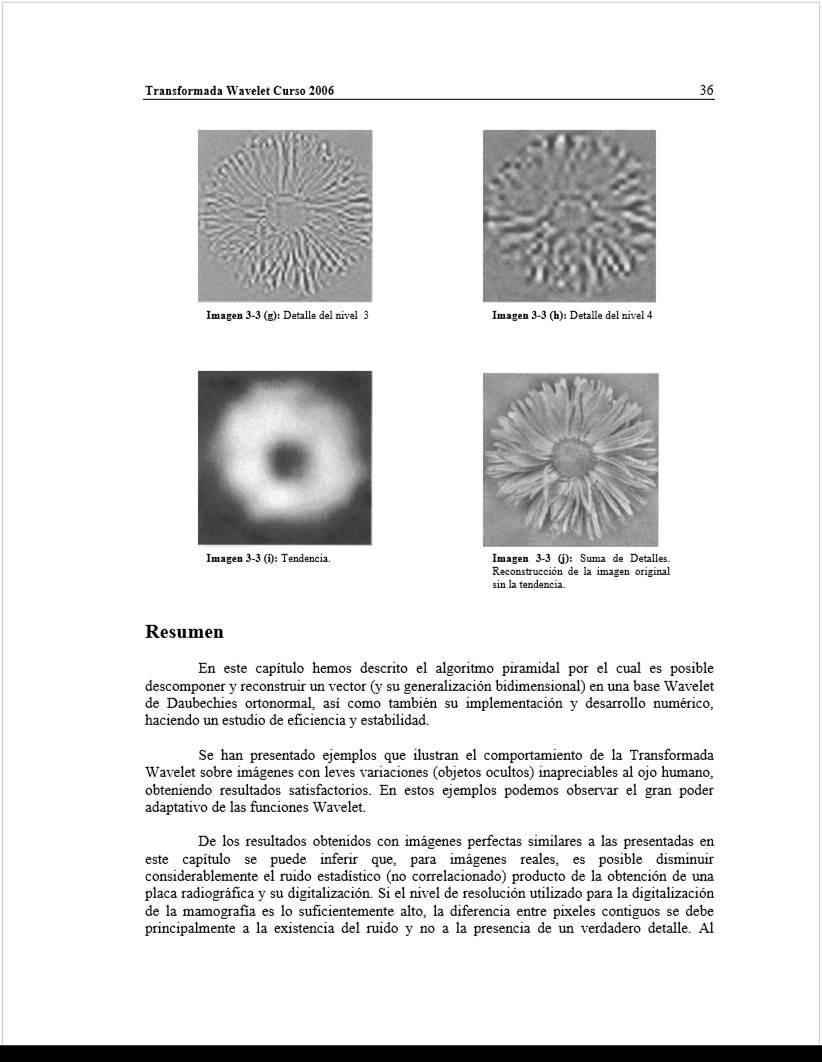 Transformada Wavelet Curso 2006 36
Imagen 3-3 (g): Detalle del nivel 3
Imagen 3-3 (h): Detalle del nivel 4
Imagen 3-3 (i): Tendencia.
Imagen 3-3 (j): Suma de Detalles.
Reconstrucción de la imagen original
sin la tendencia.
Resumen
En este capítulo hemos descrito el algoritmo piramidal por el cual es posible
descomponer y reconstruir un vector (y su generalización bidimensional) en una base Wavelet
de Daubechies ortonormal, así como también su implementación y desarrollo numérico,
haciendo un estudio de eficiencia y estabilidad.
Se han presentado ejemplos que ilustran el comportamiento de la Transformada
Wavelet sobre imágenes con leves variaciones (objetos ocultos) inapreciables al ojo humano,
obteniendo resultados satisfactorios. En estos ejemplos podemos observar el gran poder
adaptativo de las funciones Wavelet.
De los resultados obtenidos con imágenes perfectas similares a las presentadas en
este capítulo se puede inferir que, para imágenes reales, es posible disminuir
considerablemente el ruido estadístico (no correlacionado) producto de la obtención de una
placa radiográfica y su digitalización. Si el nivel de resolución utilizado para la digitalización
de la mamografía es lo suficientemente alto, la diferencia entre pixeles contiguos se debe
principalmente a la existencia del ruido y no a la presencia de un verdadero detalle. Al